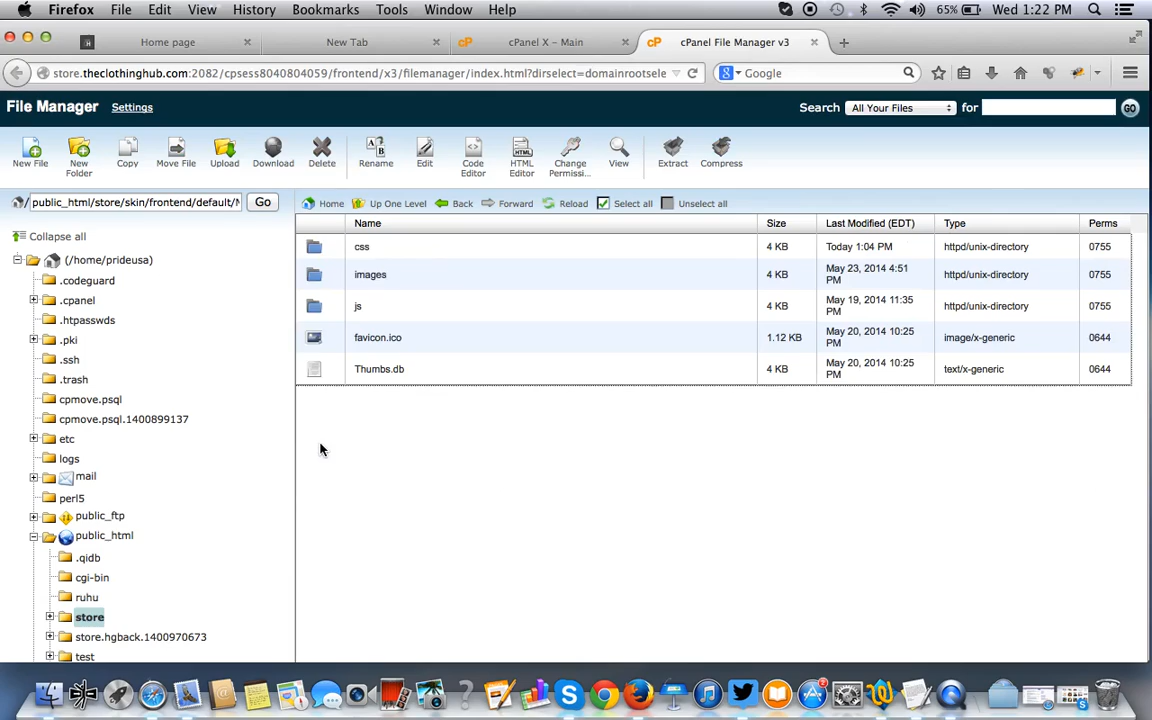 Firefox File Edit View History Bookmarks Tools Window Help 65% Wed 1:22 PM
Home page New Tab cPanel X – Main cPanel File Manager v3
store.theclothinghub.com:2082/cpsess8040804059/frontend/x3/filemanager/index.html?dirselect=domainrootsele Google
File Manager Settings Search All Your Files for GO
New File New Folder Copy Move File Upload Download Delete Rename Edit Code Editor HTML Editor Change Permissi... View Extract Compress
/ public_html/store/skin/frontend/default/ Go Home Up One Level Back Forward Reload Select all Unselect all
Collapse all
(/home/prideusa)
.codeguard
.cpanel
.htpasswds
.pki
.ssh
.trash
cpmove.psql
cpmove.psql.1400899137
etc
logs
mail
perl5
public_ftp
public_html
.qidb
cgi-bin
ruhu
store
store.hgback.1400970673
test
Name Size Last Modified (EDT) Type Perms
css 4 KB Today 1:04 PM httpd/unix-directory 0755
images 4 KB May 23, 2014 4:51 PM httpd/unix-directory 0755
js 4 KB May 19, 2014 11:35 PM httpd/unix-directory 0755
favicon.ico 1.12 KB May 20, 2014 10:25 PM image/x-generic 0644
Thumbs.db 4 KB May 20, 2014 10:25 PM text/x-generic 0644